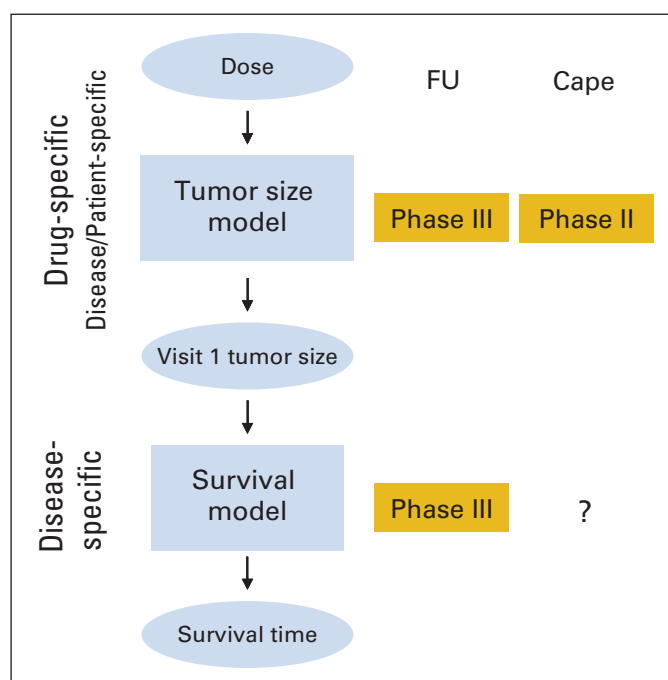 Dose
FU
Cape
Drug-specific
Disease/Patient-specific
Tumor size
model
Phase III
Phase II
Visit 1 tumor size
Disease-
specific
Survival
model
Phase III
?
Survival time